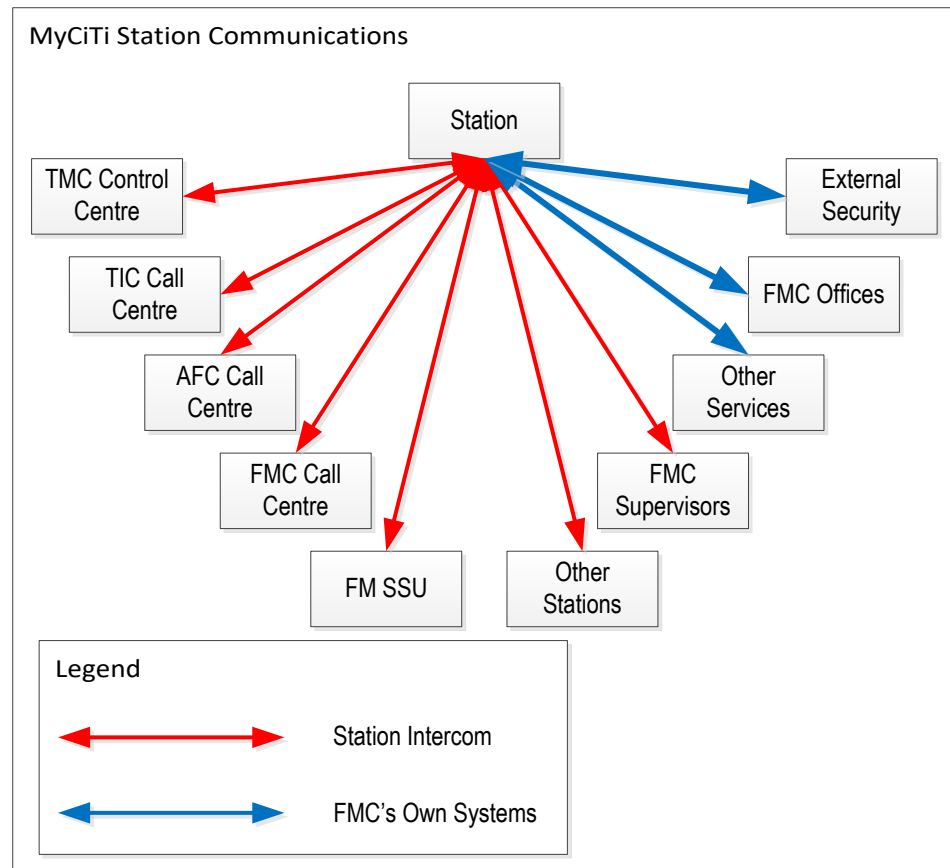 MyCiTi Station Communications
Station
TMC Control
Centre
External
Security
TIC Call
Centre
FMC Offices
AFC Call
Centre
Other
Services
FMC Call
Centre
FMC
Supervisors
FM SSU
Other
Stations
Legend
Station Intercom
FMC’s Own Systems